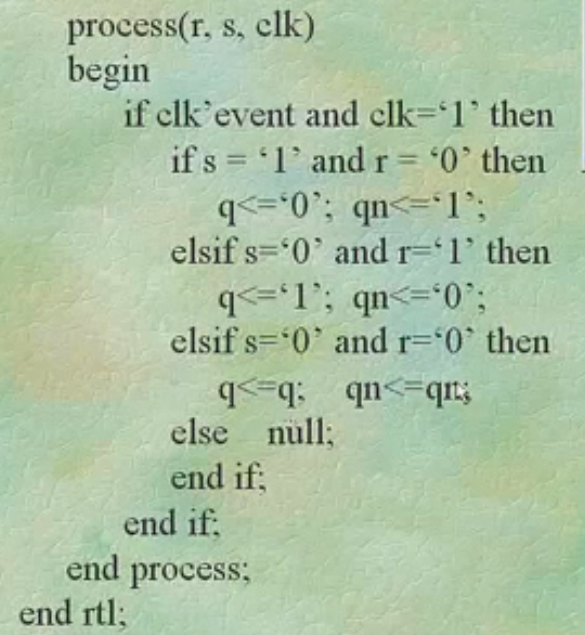 process(r, s, clk)
begin
if clk’event and clk=‘1’ then
if s = ‘1’ and r = ‘0’ then
q<=‘0’; qn<=‘1’;
elsif s=‘0’ and r=‘1’ then
q<=‘1’; qn<=‘0’;
elsif s=‘0’ and r=‘0’ then
q<=q; qn<=qn;
else null;
end if;
end if;
end process;
end rtl;